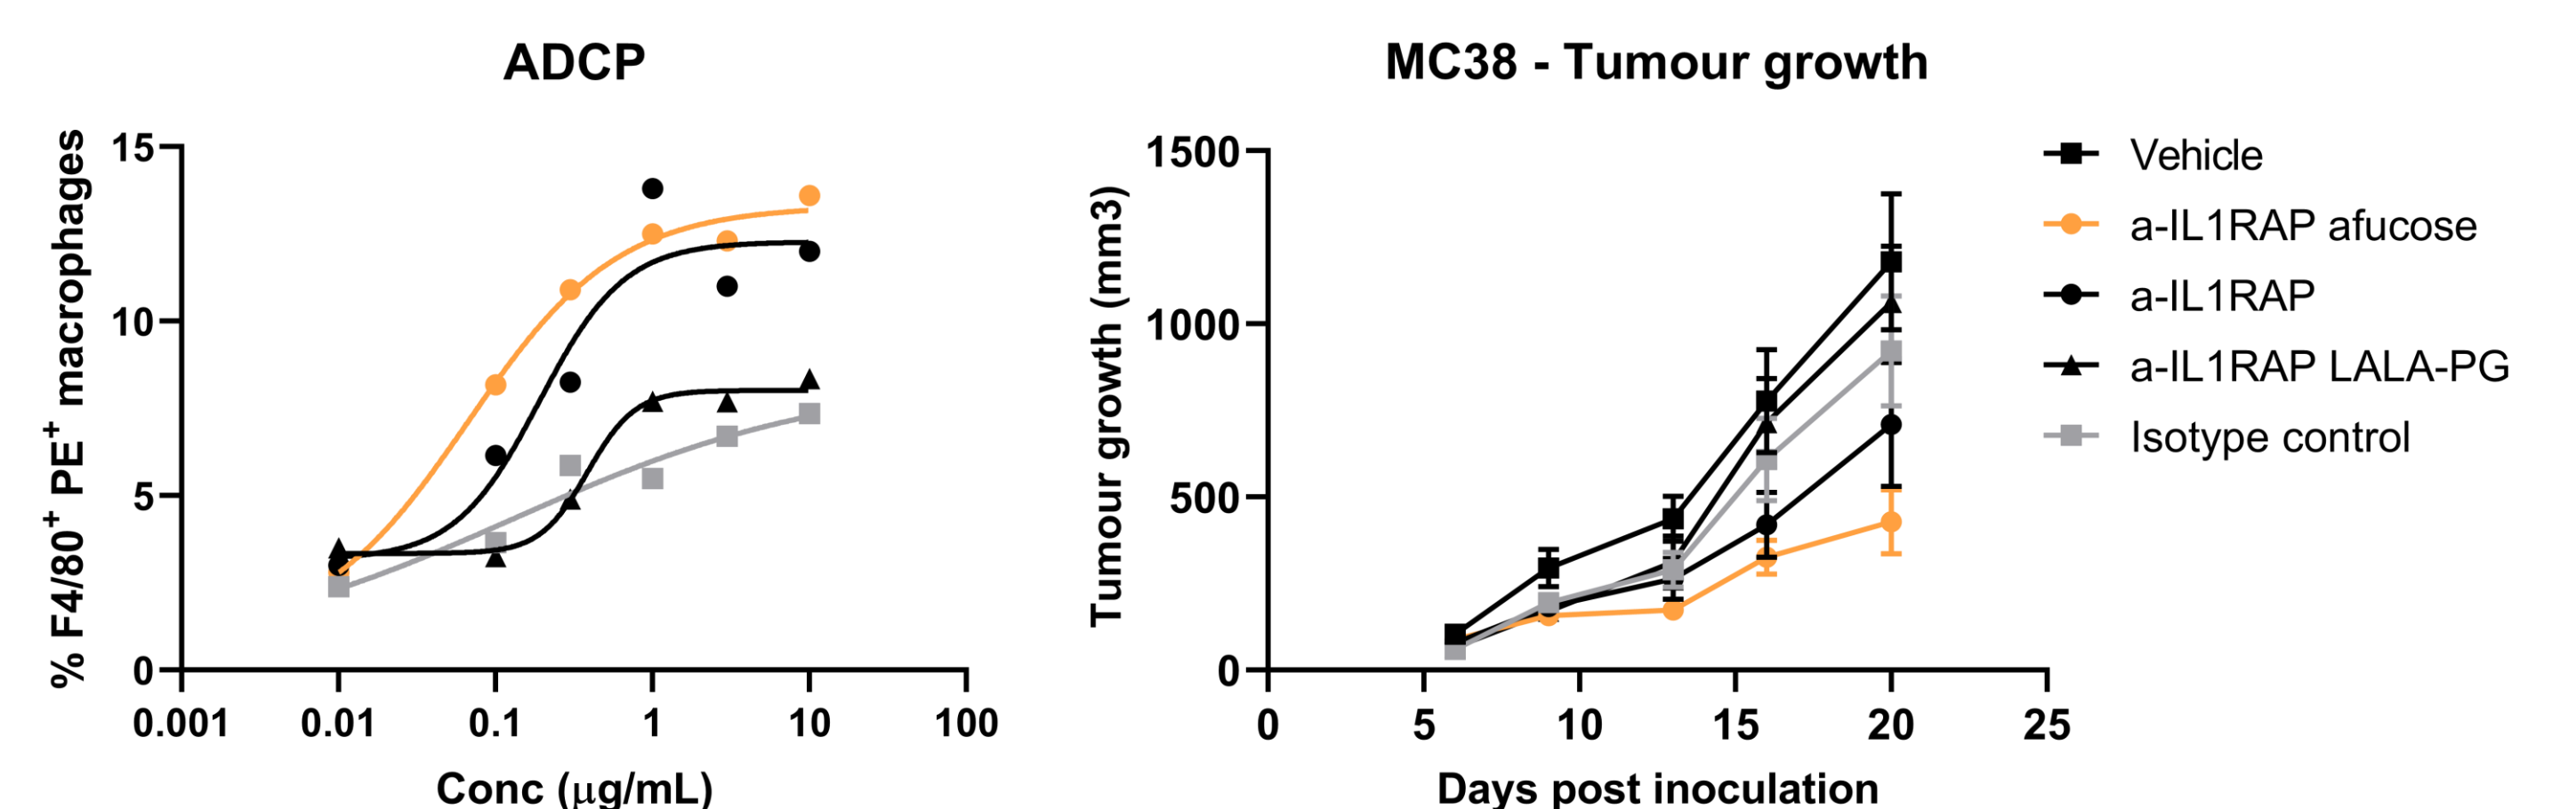 ADCP
% F4/80+ PE+ macrophages
15
10
5
0
0.001 0.01 0.1 1 10 100
Conc (μg/mL)
MC38 - Tumour growth
Tumour growth (mm3)
1500
1000
500
0
0 5 10 15 20 25
Days post inoculation
Vehicle
a-IL1RAP afucose
a-IL1RAP
a-IL1RAP LALA-PG
Isotype control